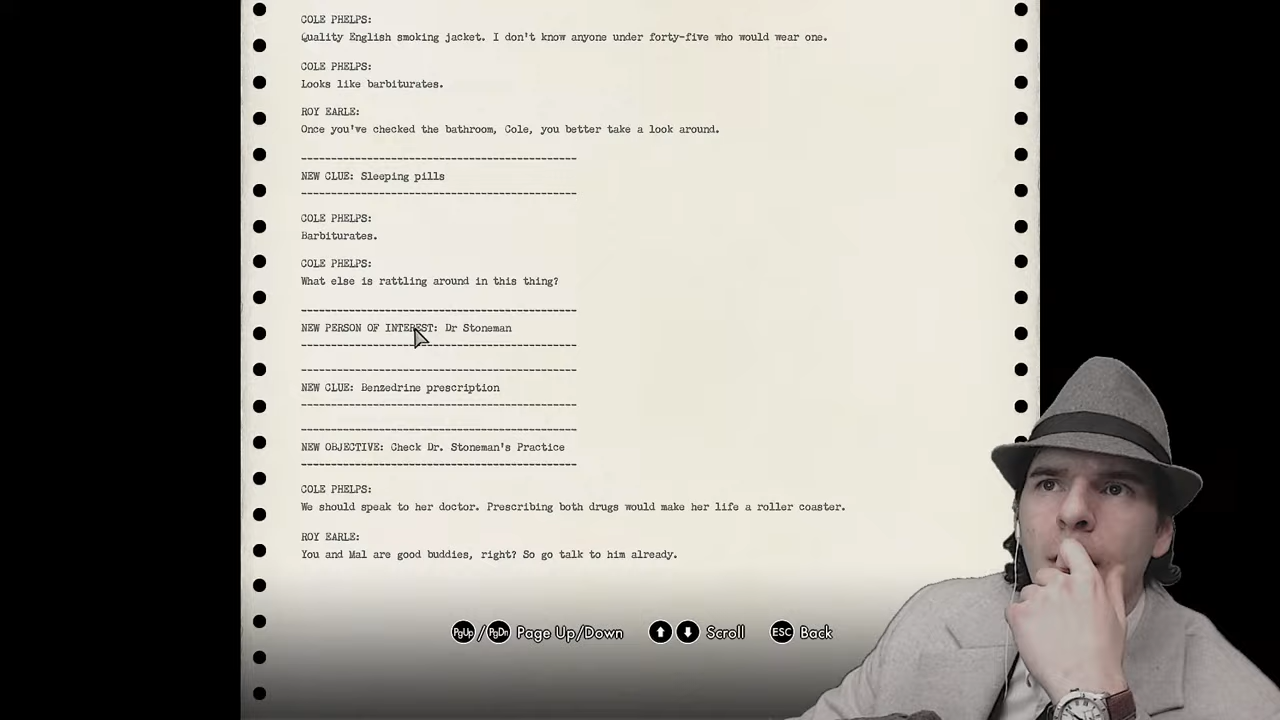 COLE PHELPS:
Quality English smoking jacket. I don't know anyone under forty-five who would wear one.
COLE PHELPS:
Looks like barbiturates.
ROY EARLE:
Once you've checked the bathroom, Cole, you better take a look around.
----------------------------------------------
NEW CLUE: Sleeping pills
----------------------------------------------
COLE PHELPS:
Barbiturates.
COLE PHELPS:
What else is rattling around in this thing?
----------------------------------------------
NEW PERSON OF INTEREST: Dr Stoneman
----------------------------------------------
----------------------------------------------
NEW CLUE: Benzedrine prescription
----------------------------------------------
----------------------------------------------
NEW OBJECTIVE: Check Dr. Stoneman's Practice
----------------------------------------------
COLE PHELPS:
We should speak to her doctor. Prescribing both drugs would make her life a roller coaster.
ROY EARLE:
You and Mal are good buddies, right? So go talk to him already.
PgUp / PgDn Page Up/Down Scroll ESC Back